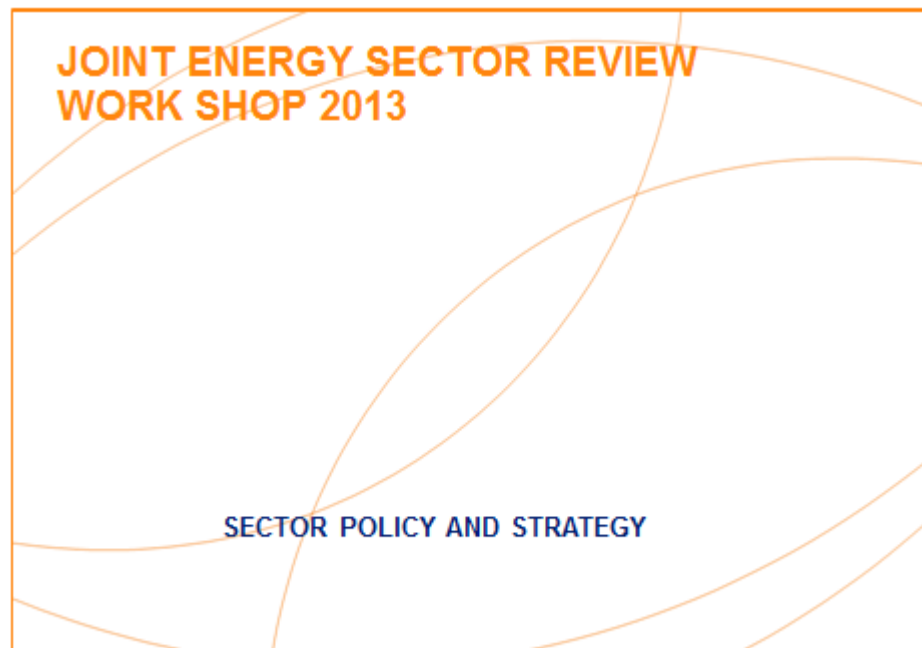 JOINT ENERGY SECTOR REVIEW
WORK SHOP 2013
SECTOR POLICY AND STRATEGY